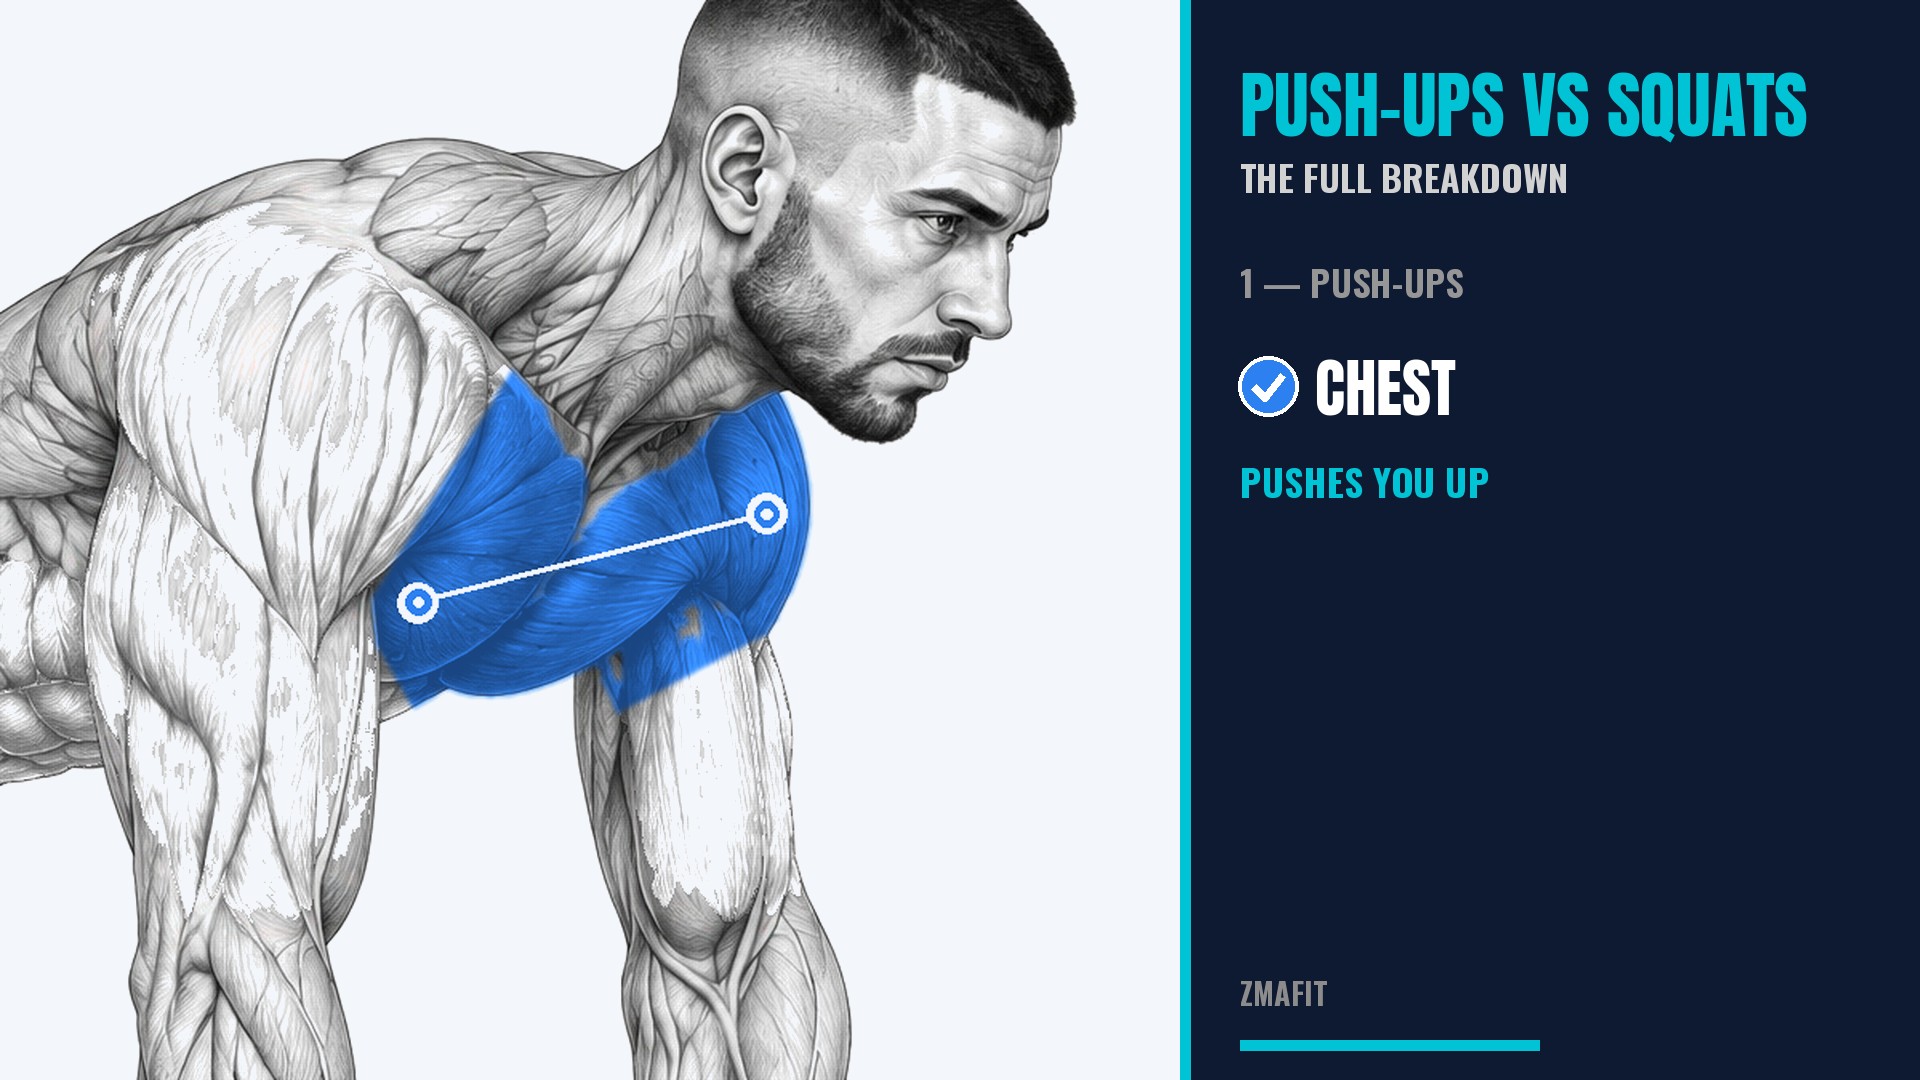 PUSH-UPS VS SQUATS
THE FULL BREAKDOWN
1 — PUSH-UPS
CHEST
PUSHES YOU UP
ZMAFIT